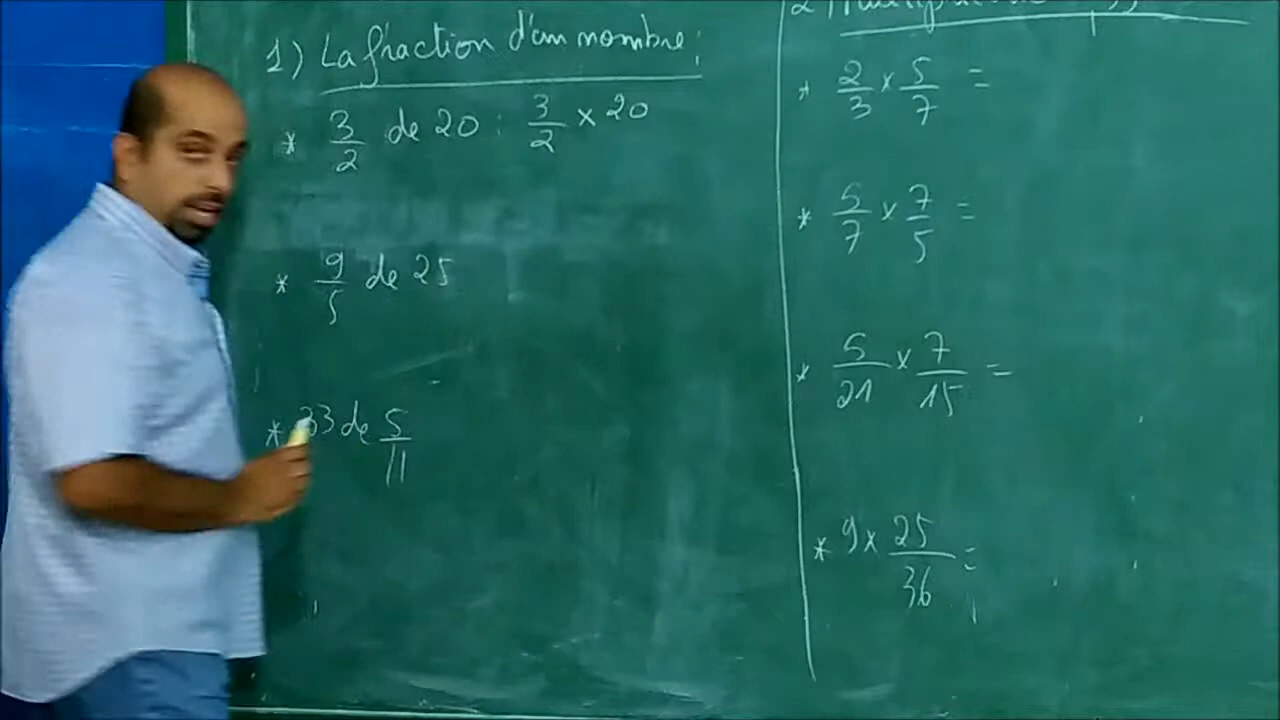 1) La fraction d'un nombre :
* 3/2 de 20 : 3/2 × 20
* 9/5 de 25
* 33 de 5/11
2)
* 2/3 × 5/7 =
* 5/7 × 7/5 =
* 5/21 × 7/15 =
* 9 × 25/36 =